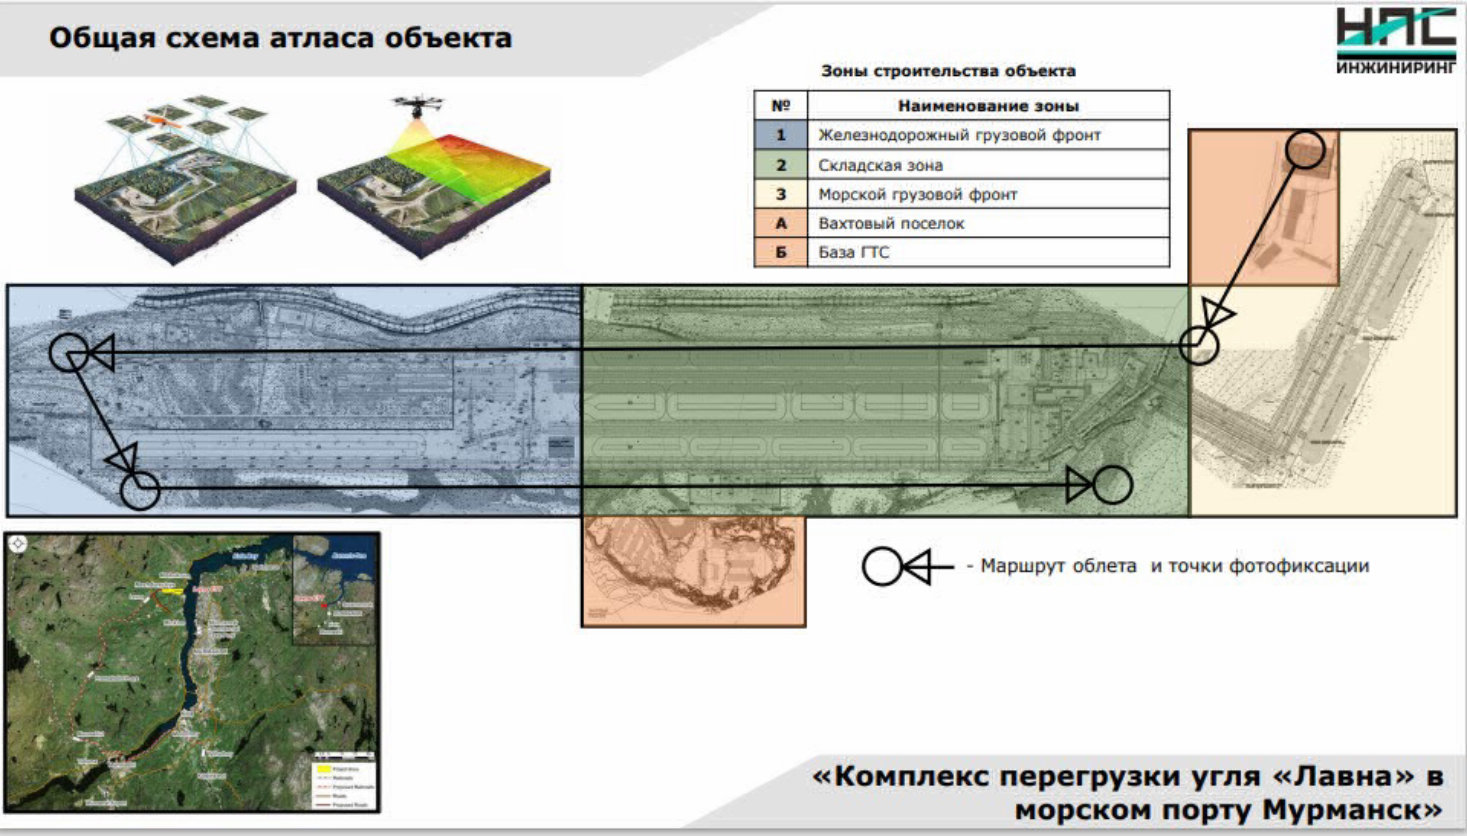 Общая схема атласа объекта
НПС
ИНЖИНИРИНГ
Зоны строительства объекта
№ Наименование зоны
1 Железнодорожный грузовой фронт
2 Складская зона
3 Морской грузовой фронт
А Вахтовый поселок
Б База ГТС
- Маршрут облета и точки фотофиксации
«Комплекс перегрузки угля «Лавна» в
морском порту Мурманск»